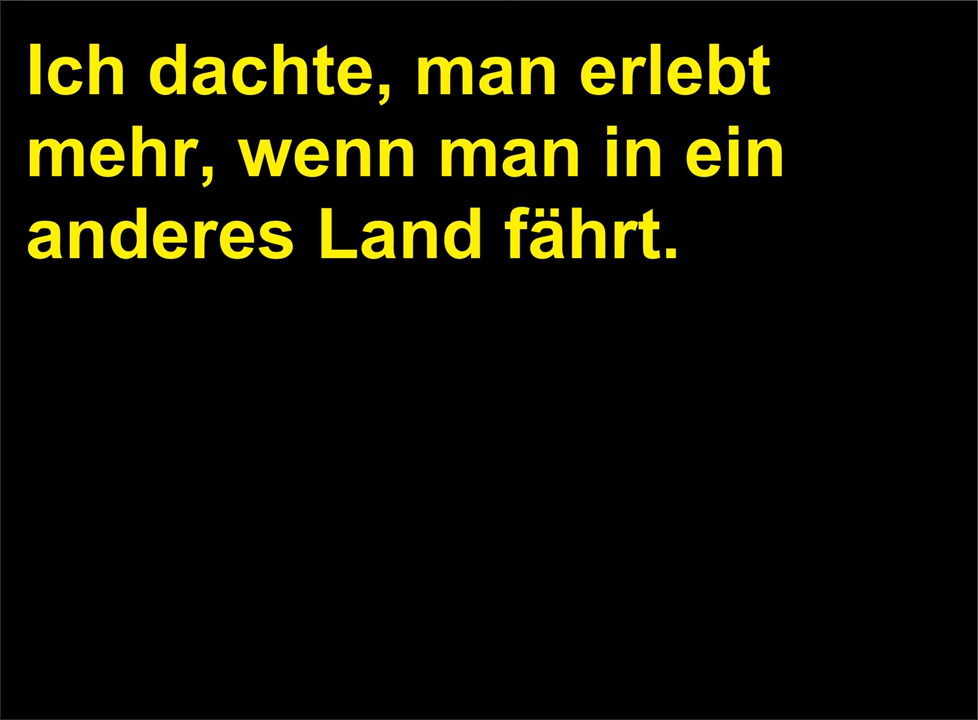 Ich dachte, man erlebt
mehr, wenn man in ein
anderes Land fährt.